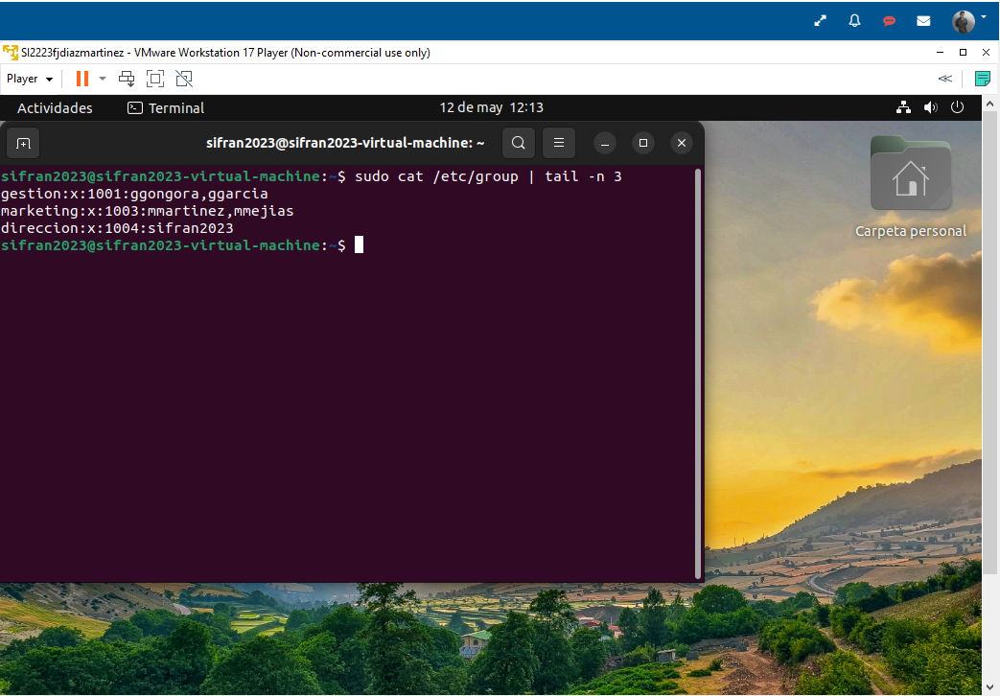 SI2223fjdiazmartinez - VMware Workstation 17 Player (Non-commercial use only)
Player
Actividades Terminal 12 de may 12:13
sifran2023@sifran2023-virtual-machine: ~
sifran2023@sifran2023-virtual-machine:~$ sudo cat /etc/group | tail -n 3
gestion:x:1001:ggongora,ggarcia
marketing:x:1003:mmartinez,mmejias
direccion:x:1004:sifran2023
sifran2023@sifran2023-virtual-machine:~$
Carpeta personal